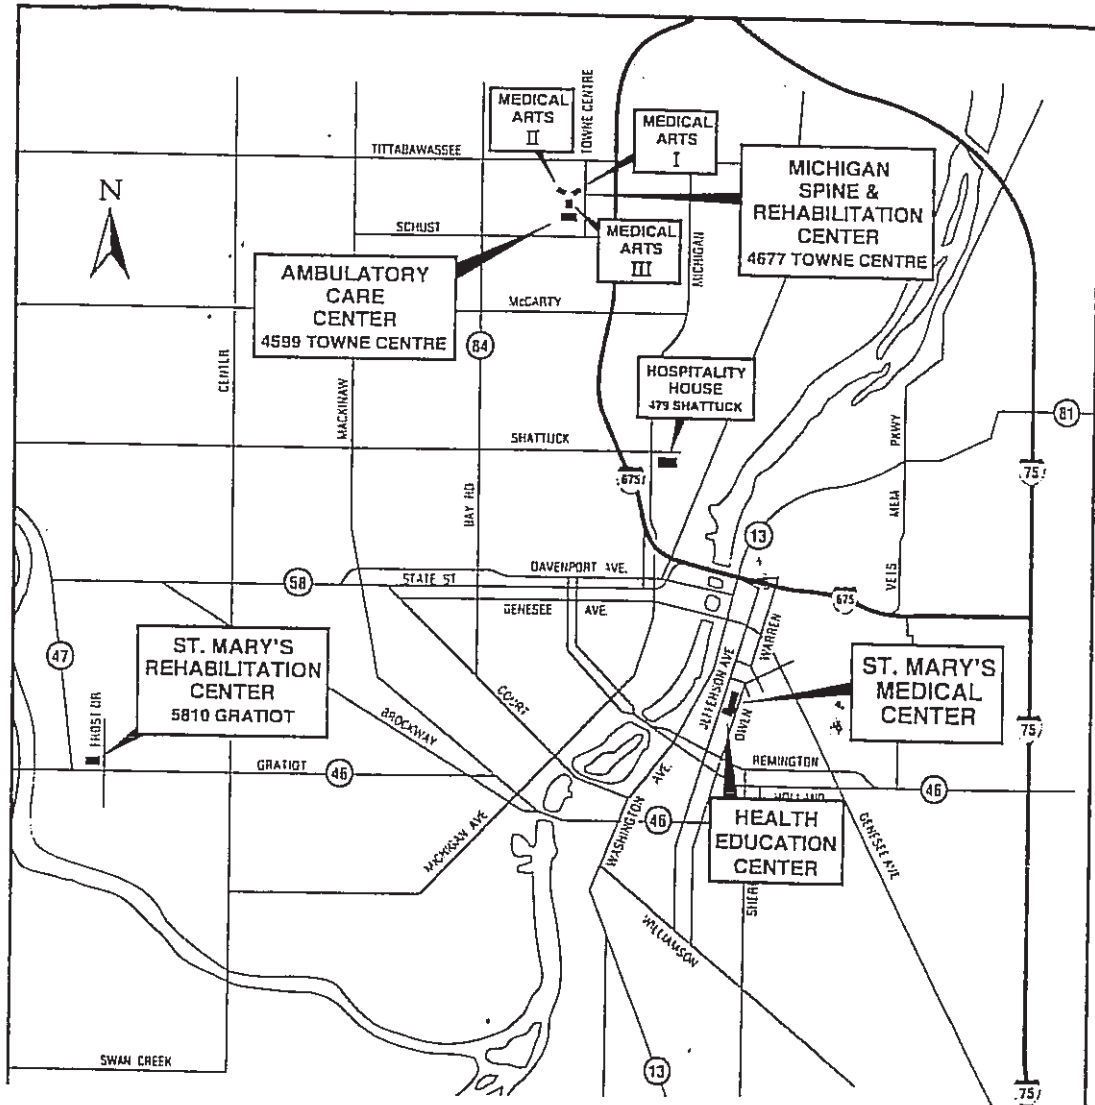 MEDICAL
ARTS
II
TOWNE CENTRE
MEDICAL
ARTS
I
TITTABAWASSEE
MICHIGAN
SPINE &
REHABILITATION
CENTER
4677 TOWNE CENTRE
N
SCHUST
MEDICAL
ARTS
III
MICHIGAN
AMBULATORY
CARE
CENTER
4599 TOWNE CENTRE
McCARTY
84
CENTER
MACKINAW
HOSPITALITY
HOUSE
479 SHATTUCK
SHATTUCK
81
PKWY
MEM
VETS
675
75
BAY RD
13
DAVENPORT AVE.
58
STATE ST
GENESEE AVE.
675
WARREN
47
ST. MARY'S
REHABILITATION
CENTER
5810 GRATIOT
FROST DR
COURT
BROCKWAY
JEFFERSON AVE
OWEN
ST. MARY'S
MEDICAL
CENTER
75
GRATIOT
46
REMINGTON
46
HOLLAND
MICHIGAN AVE
WASHINGTON AVE.
46
HEALTH
EDUCATION
CENTER
GENESEE AVE
WILLIAMSON
SWAN CREEK
13
75